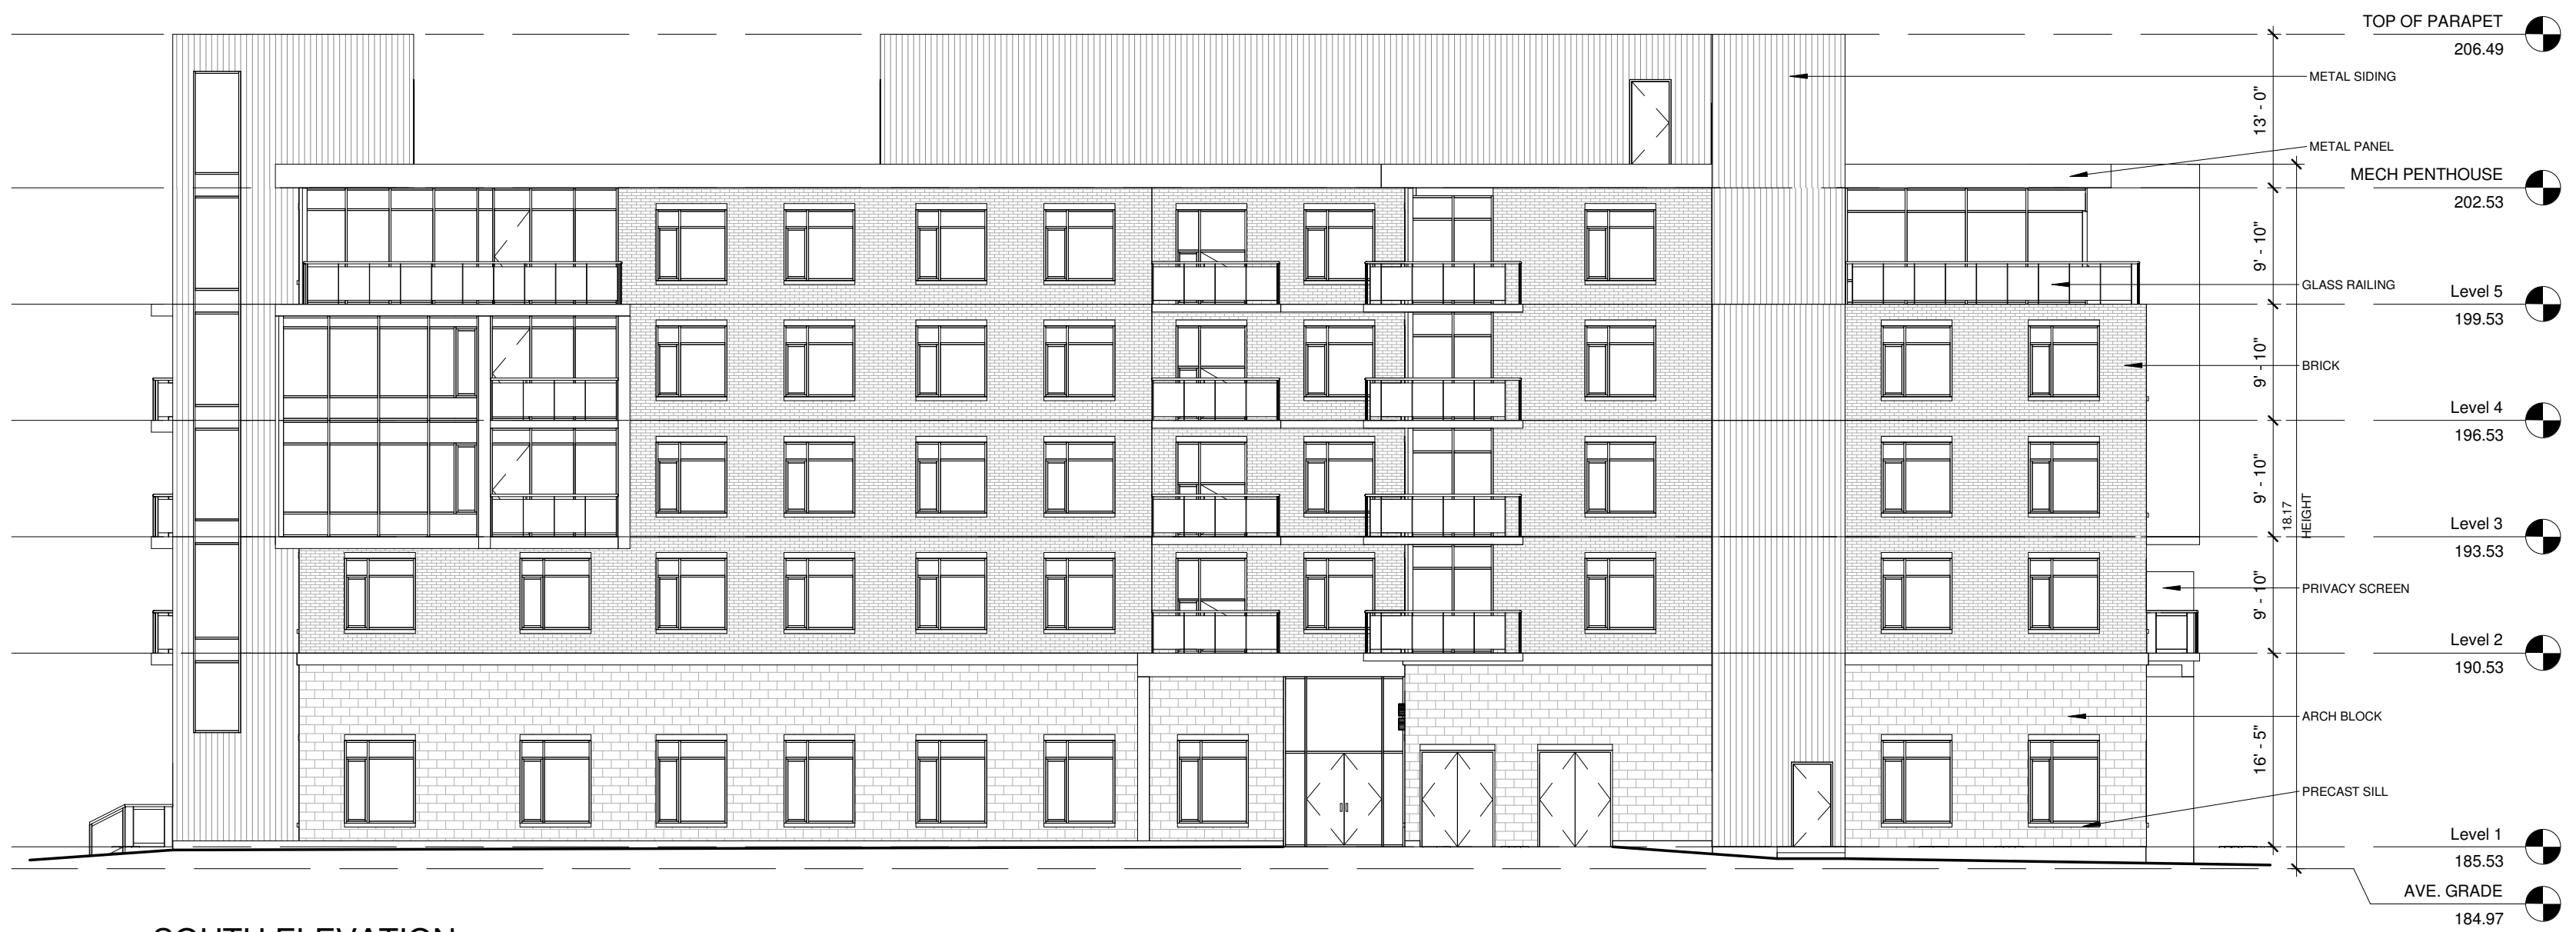 TOP OF PARAPET
206.49
METAL SIDING
13' - 0"
METAL PANEL
MECH PENTHOUSE
202.53
9' - 10"
GLASS RAILING
Level 5
199.53
9' - 10"
BRICK
Level 4
196.53
9' - 10"
18.17
HEIGHT
Level 3
193.53
9' - 10"
PRIVACY SCREEN
Level 2
190.53
ARCH BLOCK
16' - 5"
PRECAST SILL
Level 1
185.53
AVE. GRADE
184.97
SOUTH ELEVATION